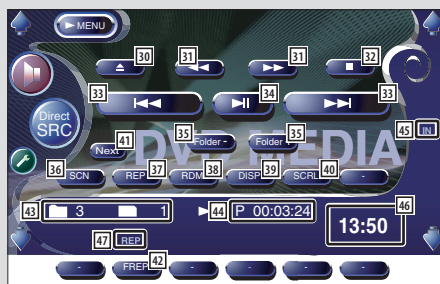 ►MENU
30 31 31 32
33 34 33
Direct
SRC
41 35 35 45
Next Folder - Folder + IN
DVD MEDIA
36 37 38 39 40
SCN REP RDM DISP SCRL -
43 3 1 44 P 00:03:24 46
13:50
47 REP
42
- FREP - - - -